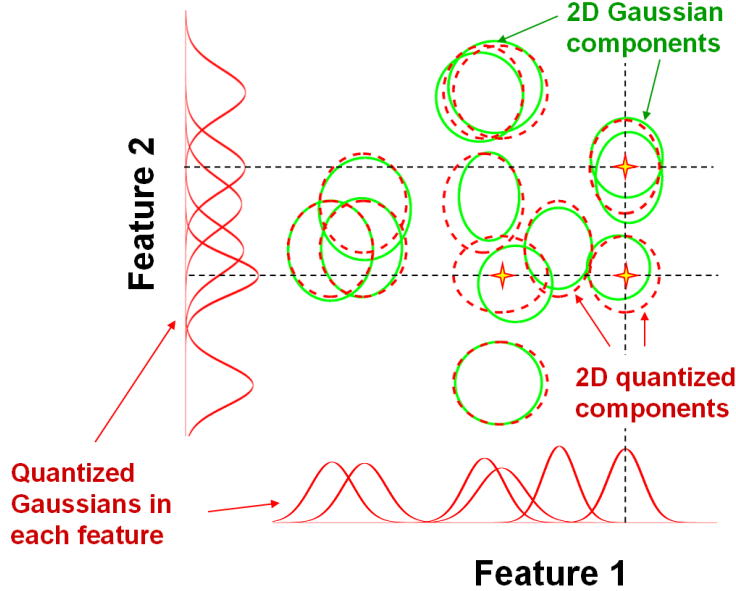 2D Gaussian
components
Feature 2
2D quantized
components
Quantized
Gaussians in
each feature
Feature 1